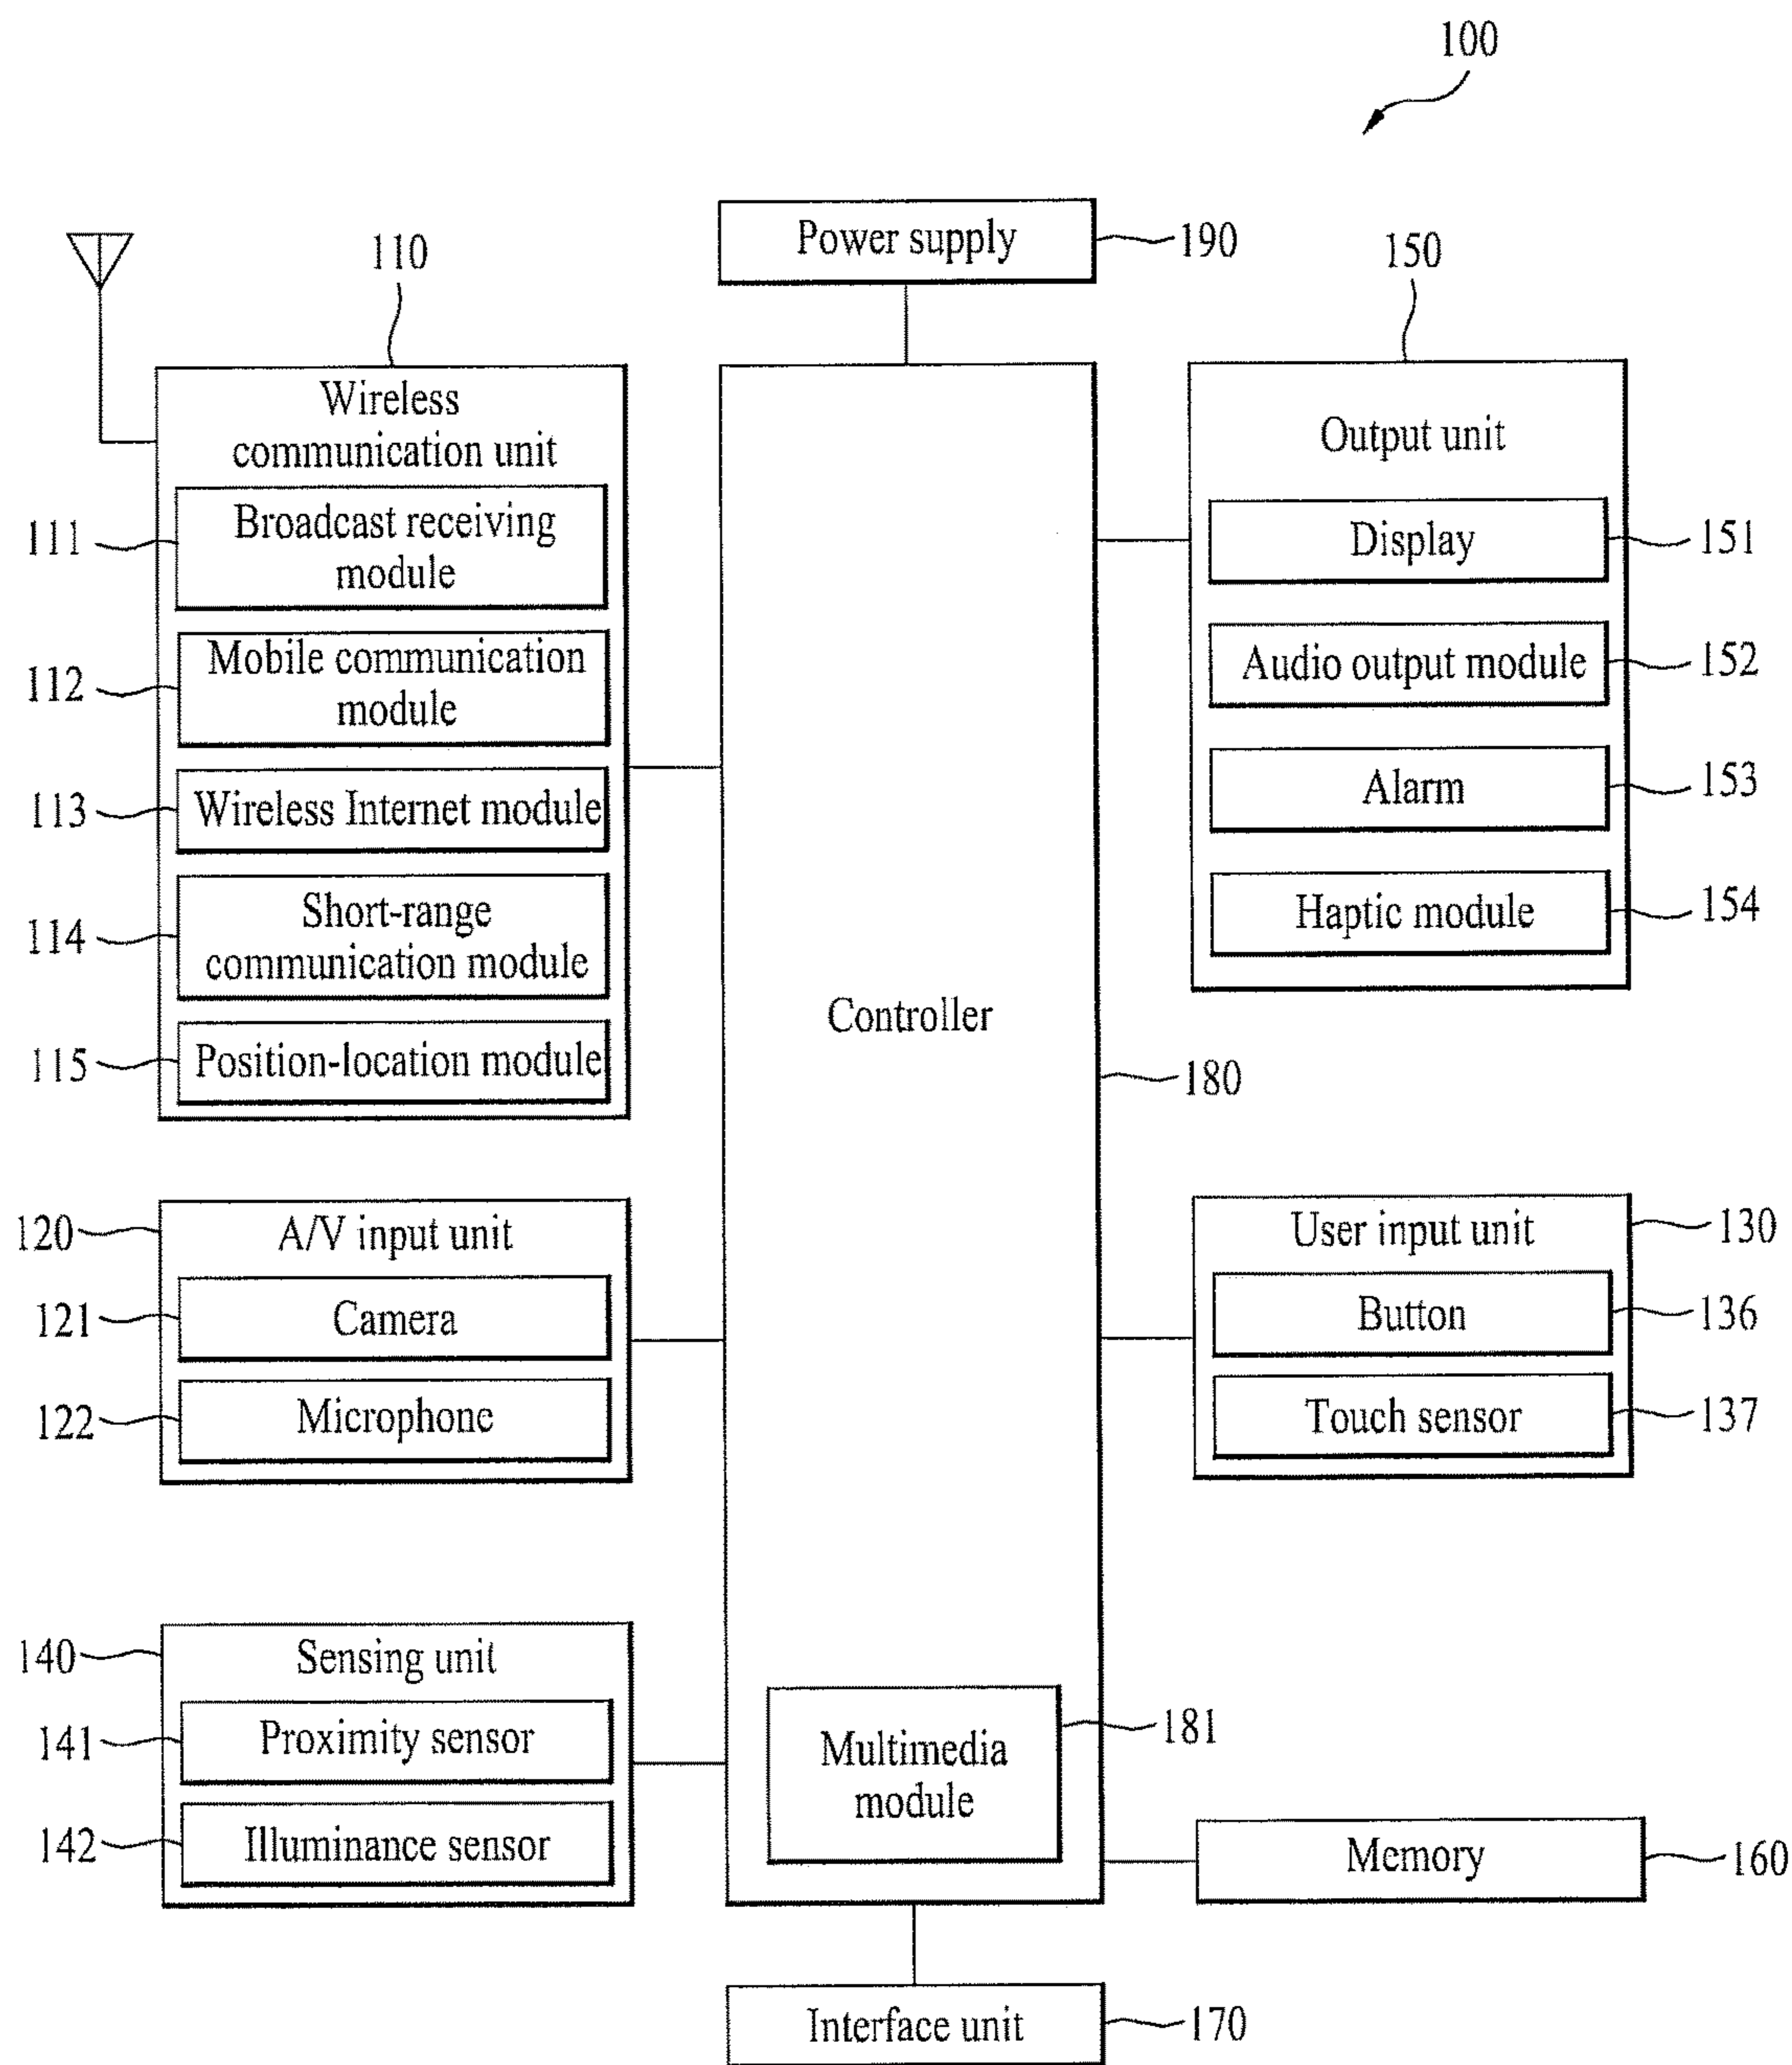 100
Power supply
190
110
Wireless
communication unit
111
Broadcast receiving
module
112
Mobile communication
module
113
Wireless Internet module
114
Short-range
communication module
115
Position-location module
150
Output unit
Display
151
Audio output module
152
Alarm
153
Haptic module
154
Controller
180
120
A/V input unit
121
Camera
122
Microphone
User input unit
130
Button
136
Touch sensor
137
140
Sensing unit
141
Proximity sensor
142
Illuminance sensor
Multimedia
module
181
Memory
160
Interface unit
170